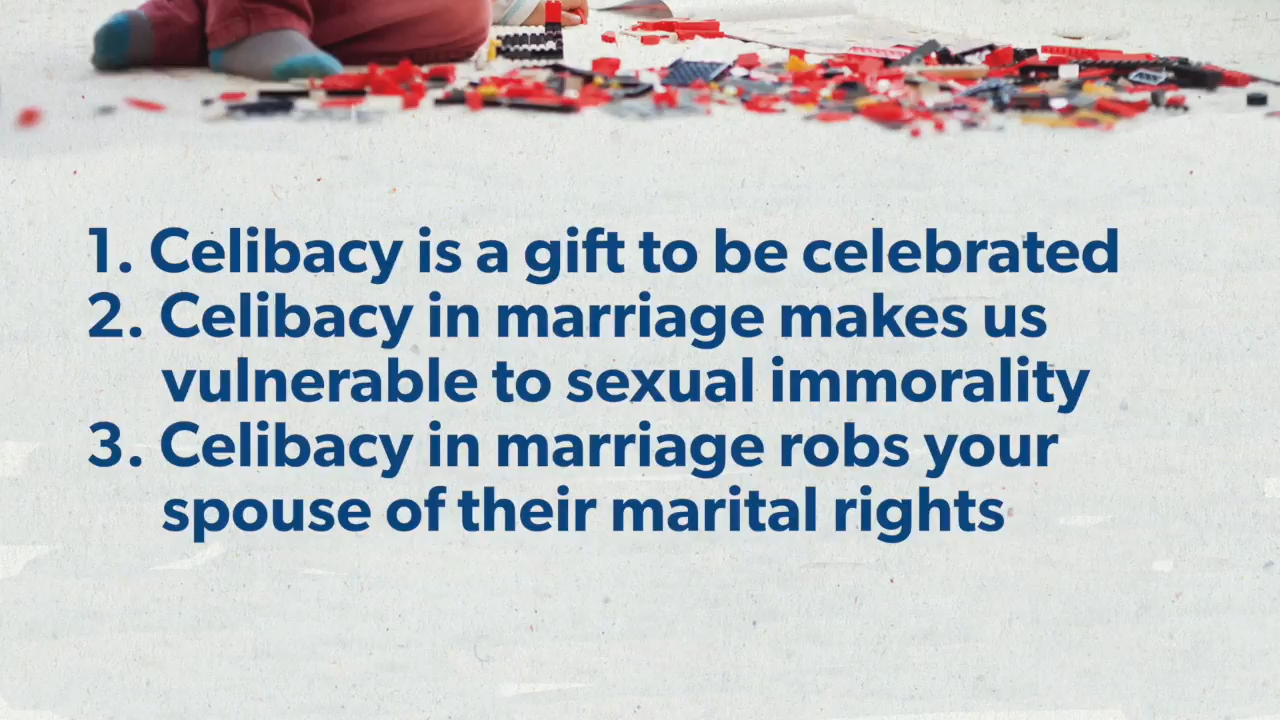 1. Celibacy is a gift to be celebrated
2. Celibacy in marriage makes us
vulnerable to sexual immorality
3. Celibacy in marriage robs your
spouse of their marital rights